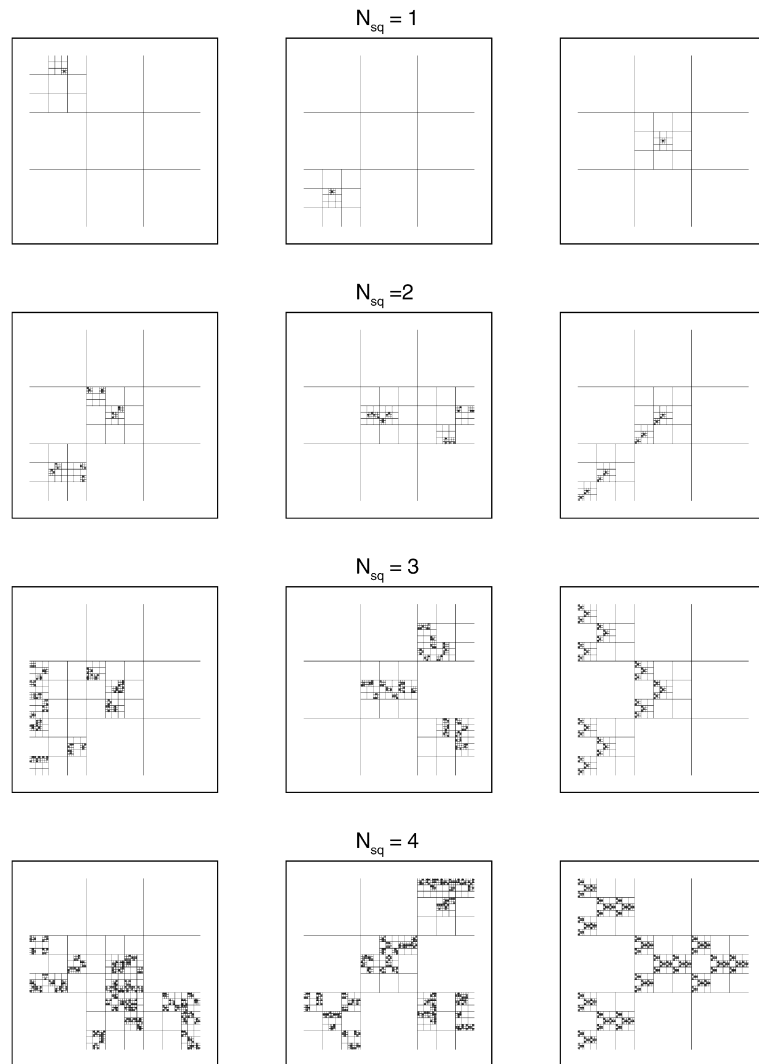 N_sq = 1
N_sq =2
N_sq = 3
N_sq = 4